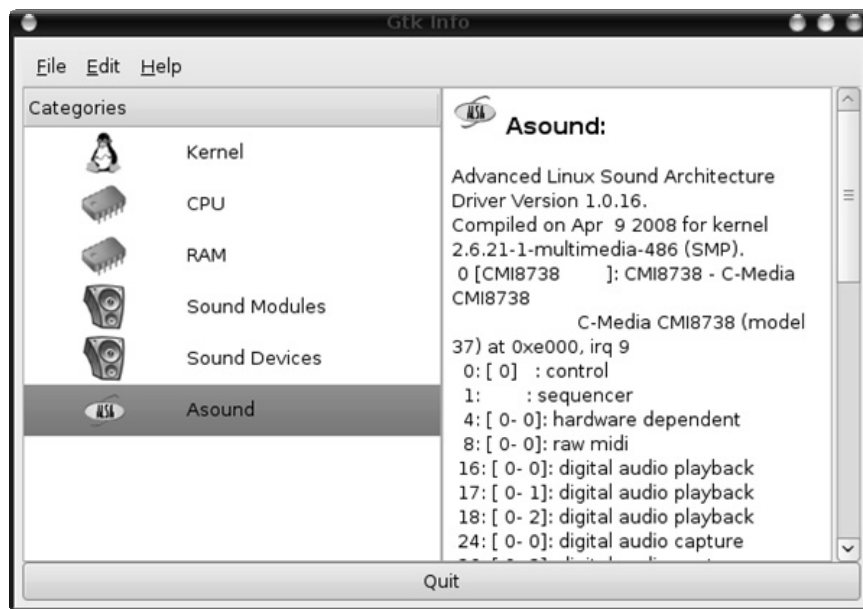 Gtk Info
File Edit Help
Categories
Kernel
CPU
RAM
Sound Modules
Sound Devices
ALSA Asound
ALSA Asound:
Advanced Linux Sound Architecture
Driver Version 1.0.16.
Compiled on Apr  9 2008 for kernel
2.6.21-1-multimedia-486 (SMP).
0 [CMI8738        ]: CMI8738 - C-Media
CMI8738
C-Media CMI8738 (model
37) at 0xe000, irq 9
0: [ 0]   : control
1:        : sequencer
4: [ 0- 0]: hardware dependent
8: [ 0- 0]: raw midi
16: [ 0- 0]: digital audio playback
17: [ 0- 1]: digital audio playback
18: [ 0- 2]: digital audio playback
24: [ 0- 0]: digital audio capture
Quit